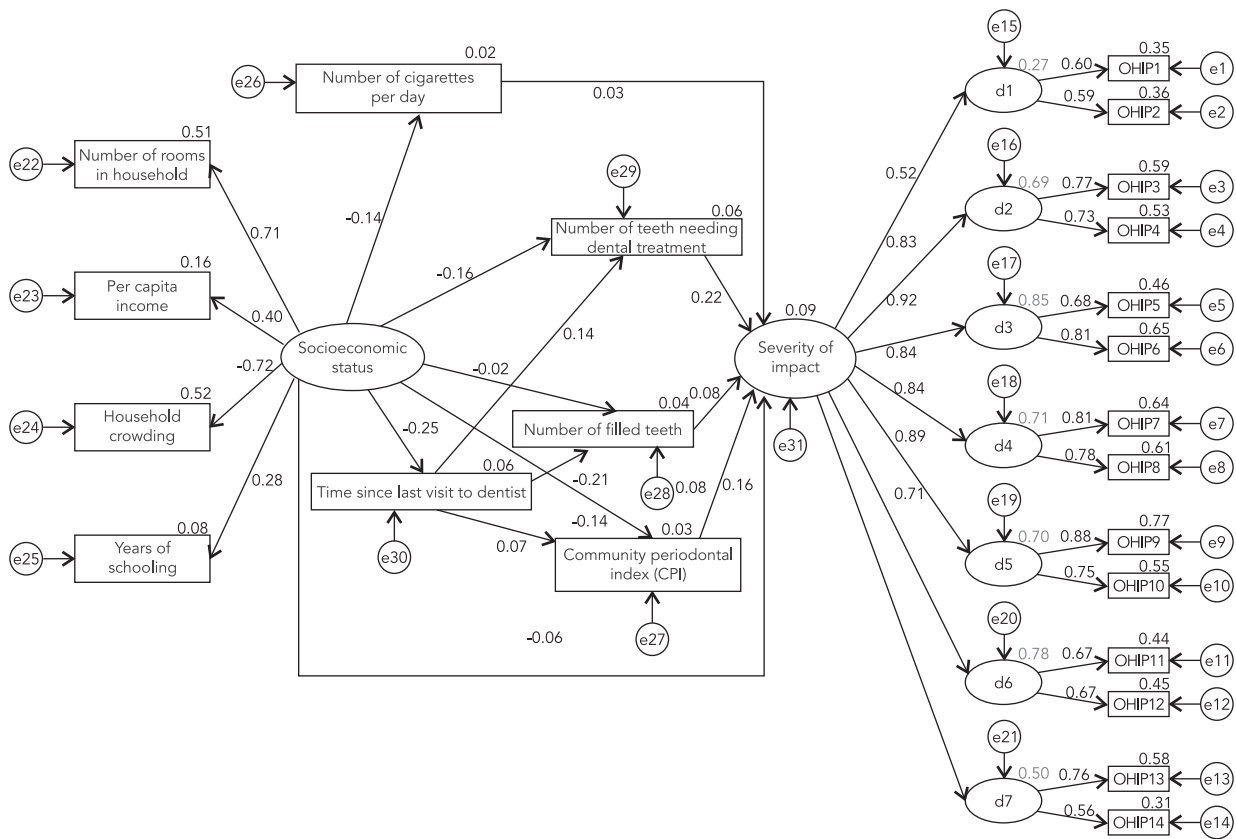 e15
0.35
0.02
0.27
0.60
OHIP1
e1
e26
Number of cigarettes
per day
d1
0.03
0.36
0.59
OHIP2
e2
0.51
e22
Number of rooms
in household
e16
0.59
e29
0.69
0.77
OHIP3
e3
0.52
d2
0.53
-0.14
0.06
0.73
OHIP4
e4
0.71
Number of teeth needing
dental treatment
0.83
e17
0.16
-0.16
0.46
e23
Per capita
income
0.92
0.85
0.68
OHIP5
e5
0.22
0.09
d3
0.65
0.40
0.14
0.81
OHIP6
e6
Socioeconomic
status
Severity of
impact
0.84
-0.72
-0.02
e18
0.52
0.84
0.64
0.08
0.71
0.81
OHIP7
e7
e24
Household
crowding
0.04
d4
0.61
-0.25
Number of filled teeth
e31
0.89
0.78
OHIP8
e8
0.06
0.28
-0.21
e28
0.08
0.16
0.71
e19
Time since last visit to dentist
0.77
0.08
-0.14
0.03
0.70
0.88
OHIP9
e9
e25
Years of
schooling
e30
0.07
Community periodontal
index (CPI)
d5
0.55
0.75
OHIP10
e10
-0.06
e27
e20
0.44
0.78
0.67
OHIP11
e11
d6
0.45
0.67
OHIP12
e12
e21
0.58
0.50
0.76
OHIP13
e13
d7
0.31
0.56
OHIP14
e14